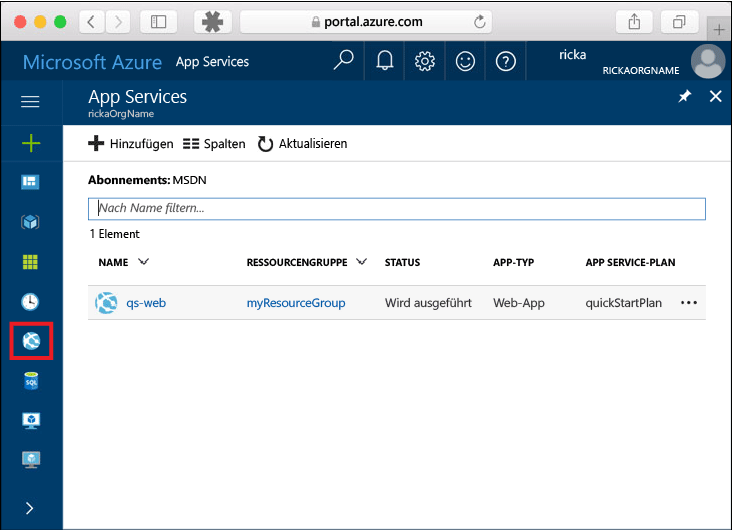 portal.azure.com
Microsoft Azure App Services
ricka
RICKAORGNAME
App Services
rickaOrgName
Hinzufügen Spalten Aktualisieren
Abonnements: MSDN
Nach Name filtern...
1 Element
NAME RESSOURCENGRUPPE STATUS APP-TYP APP SERVICE-PLAN
qs-web myResourceGroup Wird ausgeführt Web-App quickStartPlan
SQL